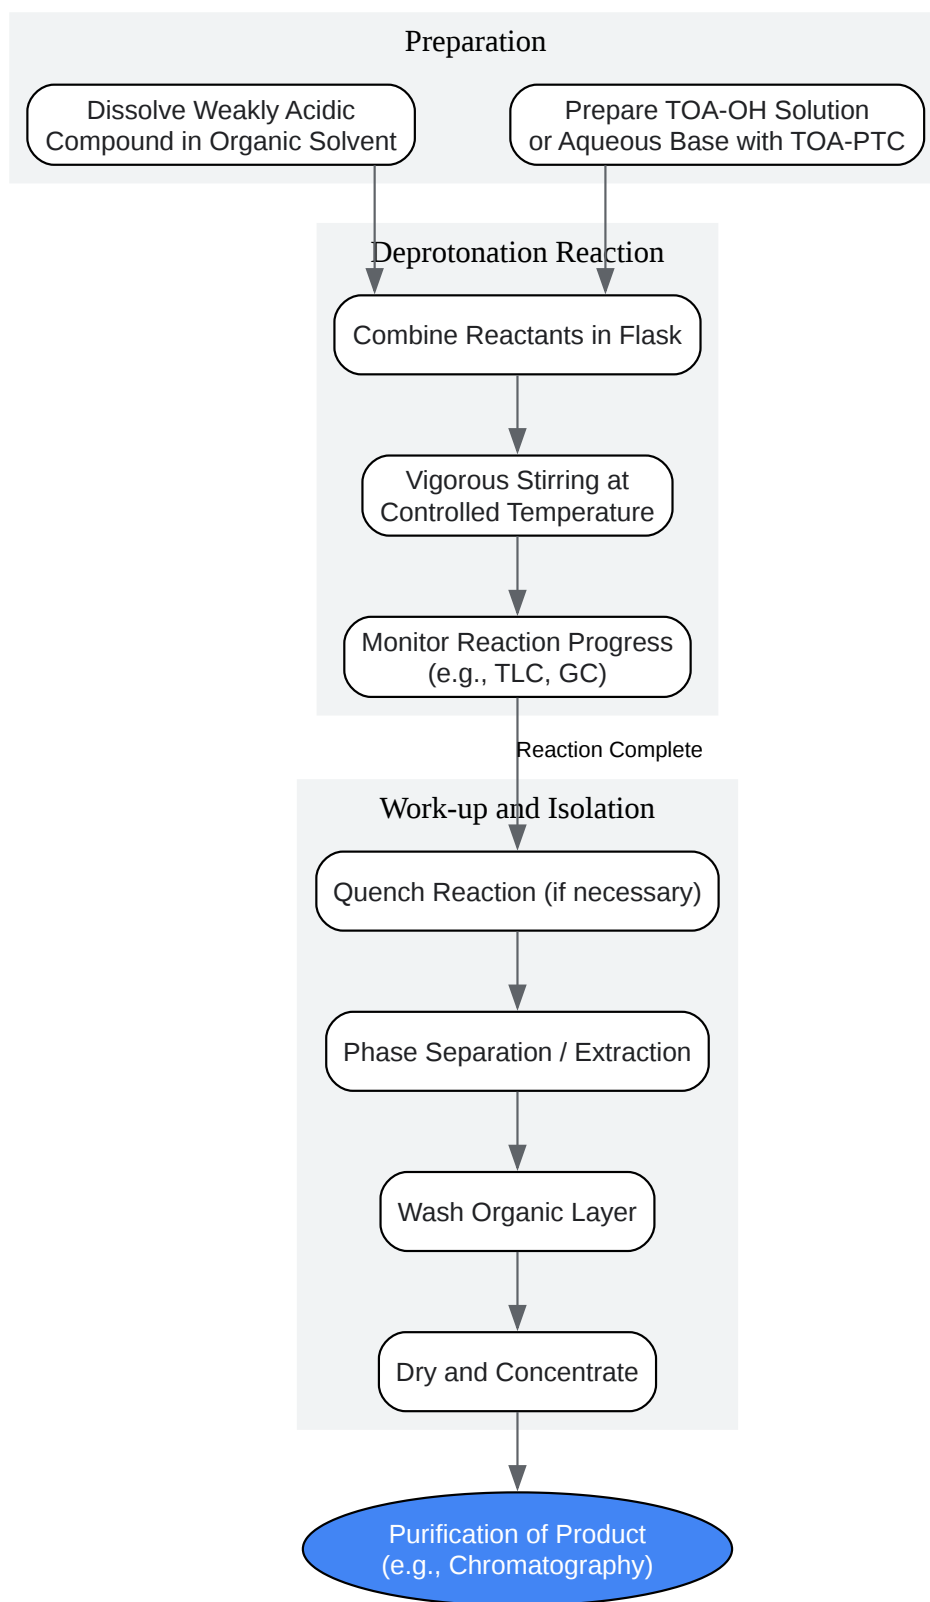 Preparation
Dissolve Weakly Acidic
Compound in Organic Solvent
Prepare TOA-OH Solution
or Aqueous Base with TOA-PTC
Deprotonation Reaction
Combine Reactants in Flask
Vigorous Stirring at
Controlled Temperature
Monitor Reaction Progress
(e.g., TLC, GC)
Reaction Complete
Work-up and Isolation
Quench Reaction (if necessary)
Phase Separation / Extraction
Wash Organic Layer
Dry and Concentrate
Purification of Product
(e.g., Chromatography)